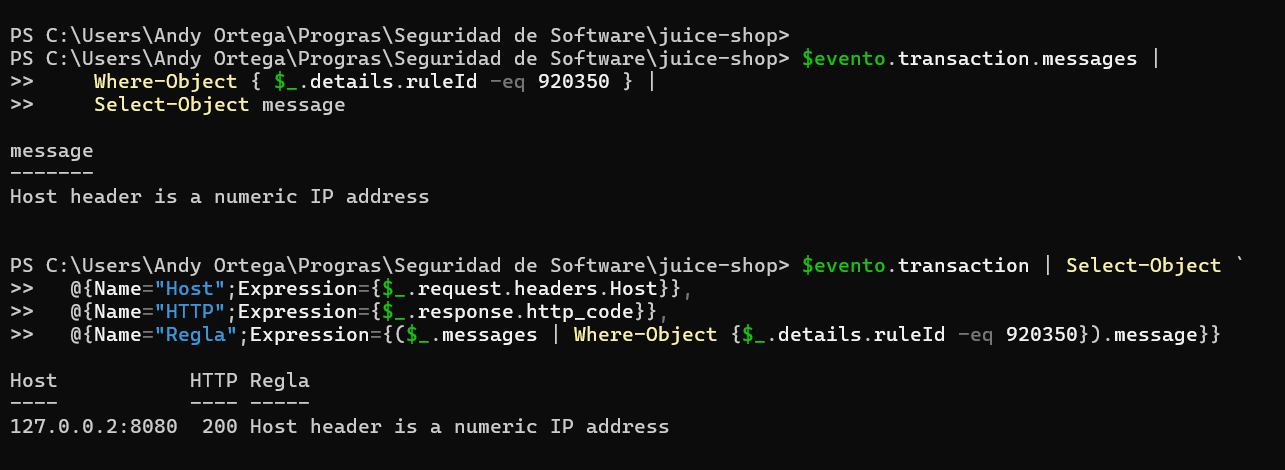 PS C:\Users\Andy Ortega\Progras\Seguridad de Software\juice-shop>
PS C:\Users\Andy Ortega\Progras\Seguridad de Software\juice-shop> $evento.transaction.messages |
>>     Where-Object { $_.details.ruleId -eq 920350 } |
>>     Select-Object message
message
-------
Host header is a numeric IP address
PS C:\Users\Andy Ortega\Progras\Seguridad de Software\juice-shop> $evento.transaction | Select-Object `
>>   @{Name="Host";Expression={$_.request.headers.Host}},
>>   @{Name="HTTP";Expression={$_.response.http_code}},
>>   @{Name="Regla";Expression={($_.messages | Where-Object {$_.details.ruleId -eq 920350}).message}}
Host           HTTP Regla
----           ---- -----
127.0.0.2:8080  200 Host header is a numeric IP address